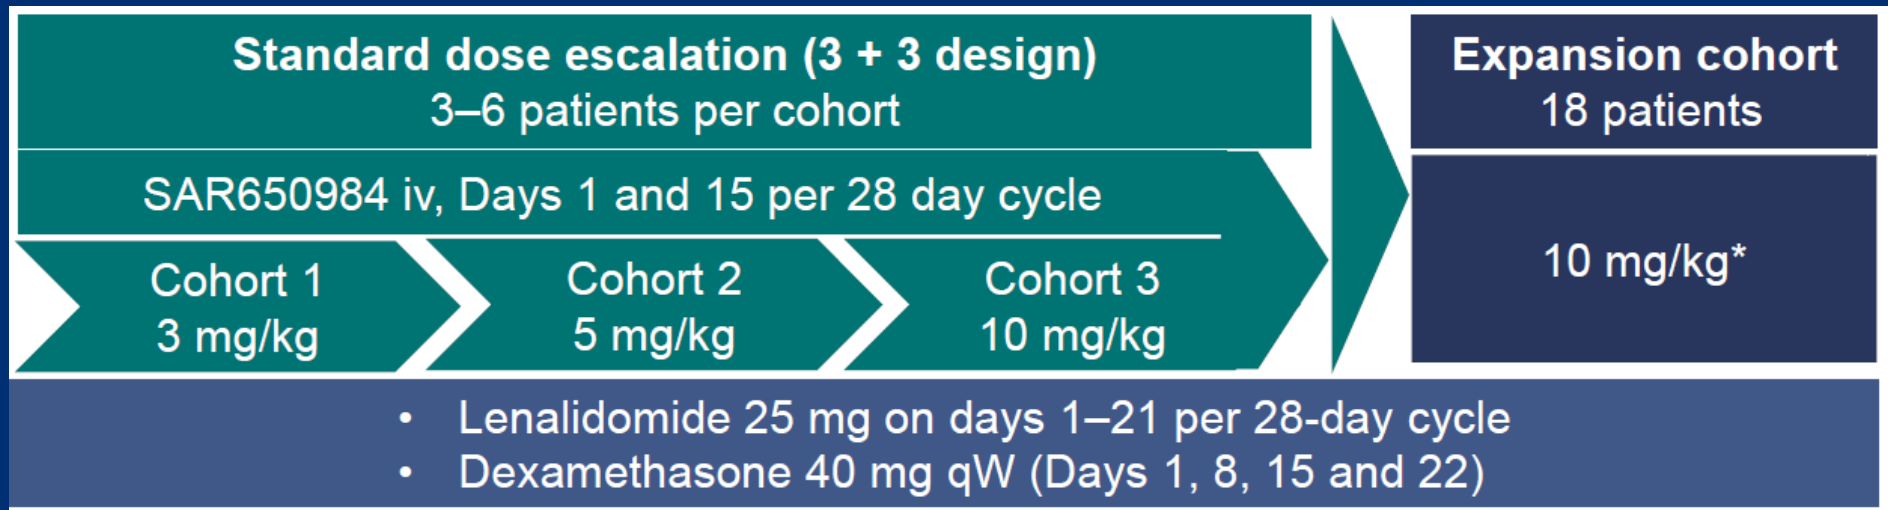 Standard dose escalation (3 + 3 design)
3–6 patients per cohort
Expansion cohort
18 patients
SAR650984 iv, Days 1 and 15 per 28 day cycle
Cohort 1
3 mg/kg
Cohort 2
5 mg/kg
Cohort 3
10 mg/kg
10 mg/kg*
• Lenalidomide 25 mg on days 1–21 per 28-day cycle
• Dexamethasone 40 mg qW (Days 1, 8, 15 and 22)